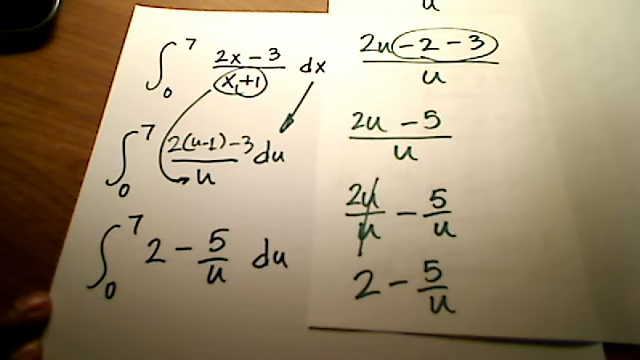 ∫₀⁷ (2x - 3)/(x + 1) dx
∫₀⁷ (2(u-1) - 3)/u du
∫₀⁷ 2 - 5/u du
u
(2u - 2 - 3)/u
(2u - 5)/u
2u/u - 5/u
2 - 5/u